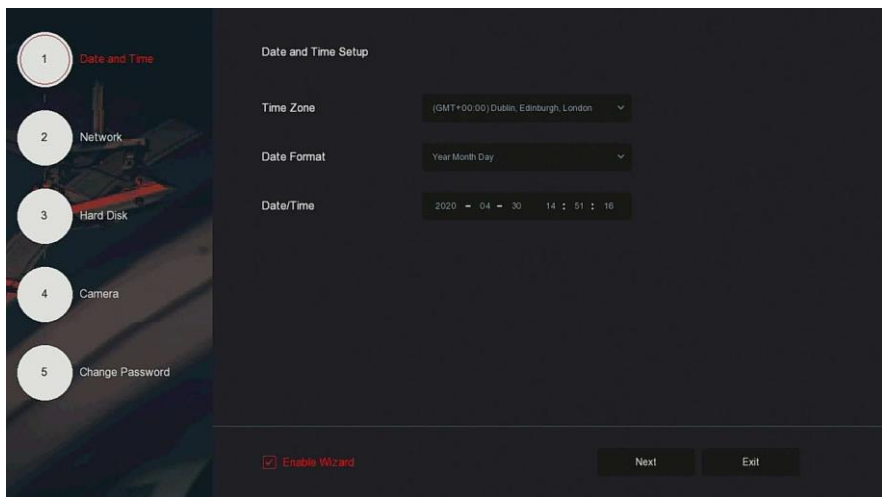 1 Date and Time
2 Network
3 Hard Disk
4 Camera
5 Change Password
Date and Time Setup
Time Zone (GMT+00:00) Dublin, Edinburgh, London
Date Format Year Month Day
Date/Time 2020 - 04 - 30 14 : 51 : 16
Enable Wizard Next Exit